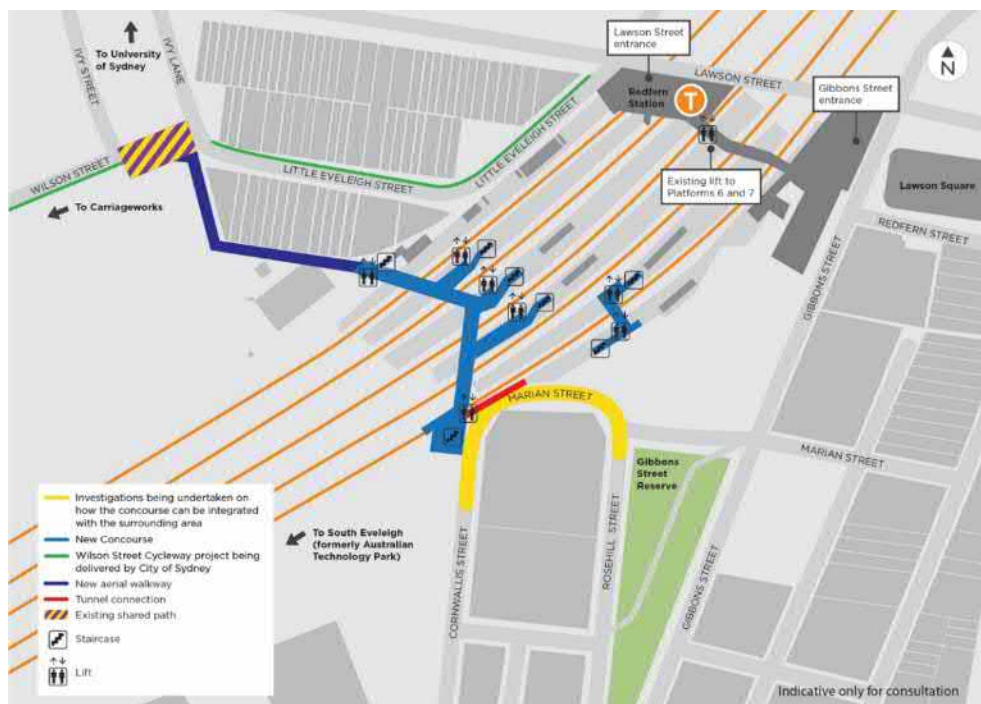 To University
of Sydney
IVY STREET
IVY LANE
Lawson Street
entrance
LAWSON STREET
N
Gibbons Street
entrance
Redfern
Station
T
LITTLE EVELEIGH STREET
LITTLE EVELEIGH STREET
WILSON STREET
To Carriageworks
Existing lift to
Platforms 6 and 7
Lawson Square
REDFERN STREET
GIBBONS STREET
MARIAN STREET
MARIAN STREET
Gibbons
Street
Reserve
To South Eveleigh
(formerly Australian
Technology Park)
CORNWALLIS STREET
ROSEHILL STREET
GIBBONS STREET
Investigations being undertaken on
how the concourse can be integrated
with the surrounding area
New Concourse
Wilson Street Cycleway project being
delivered by City of Sydney
New aerial walkway
Tunnel connection
Existing shared path
Staircase
Lift
Indicative only for consultation